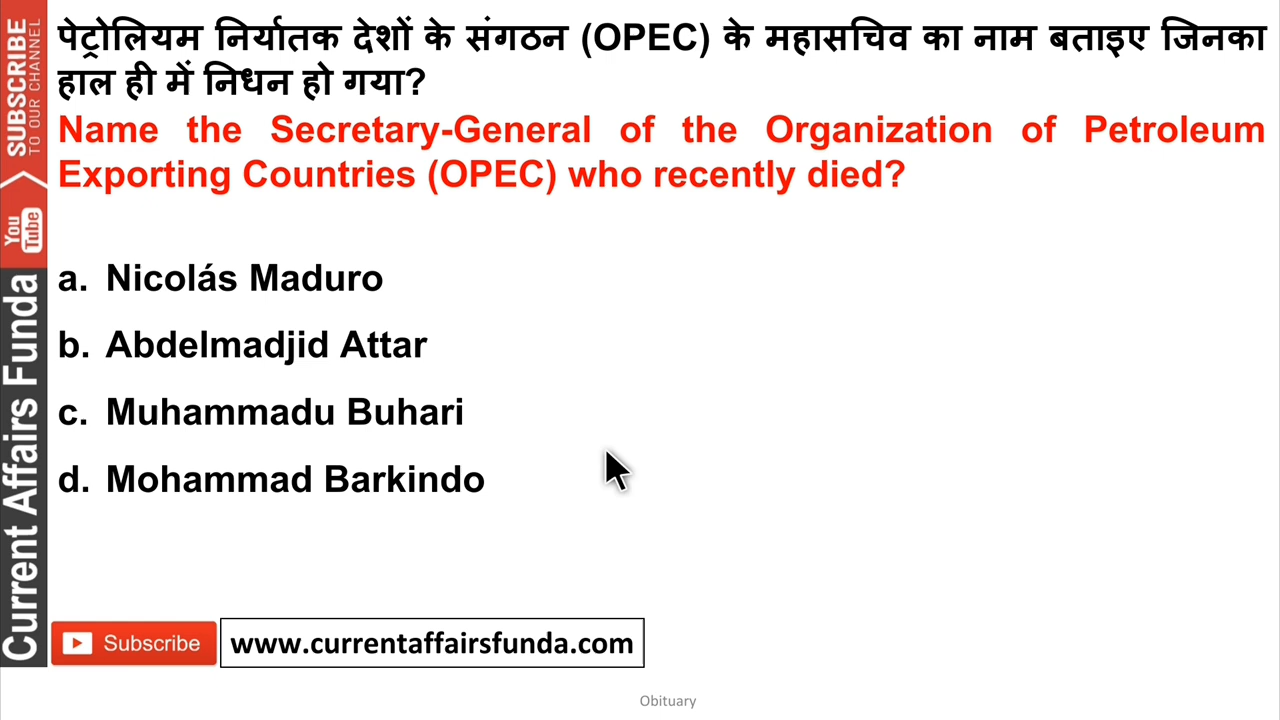 SUBSCRIBE
TO OUR CHANNEL
You
Tube
Current Affairs Funda
पेट्रोलियम निर्यातक देशों के संगठन (OPEC) के महासचिव का नाम बताइए जिनका
हाल ही में निधन हो गया?
Name the Secretary-General of the Organization of Petroleum
Exporting Countries (OPEC) who recently died?
a. Nicolás Maduro
b. Abdelmadjid Attar
c. Muhammadu Buhari
d. Mohammad Barkindo
Subscribe
www.currentaffairsfunda.com
Obituary